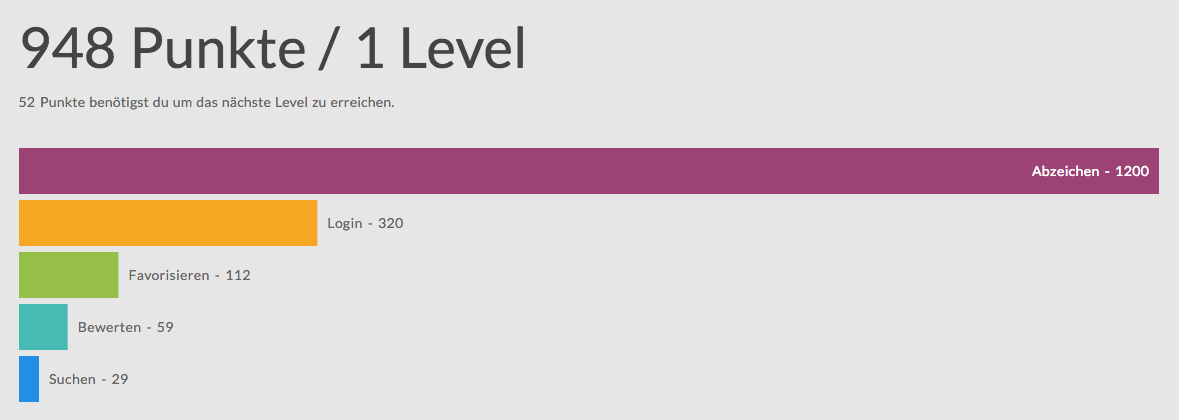 948 Punkte / 1 Level
52 Punkte benötigst du um das nächste Level zu erreichen.
Abzeichen - 1200
Login - 320
Favorisieren - 112
Bewerten - 59
Suchen - 29